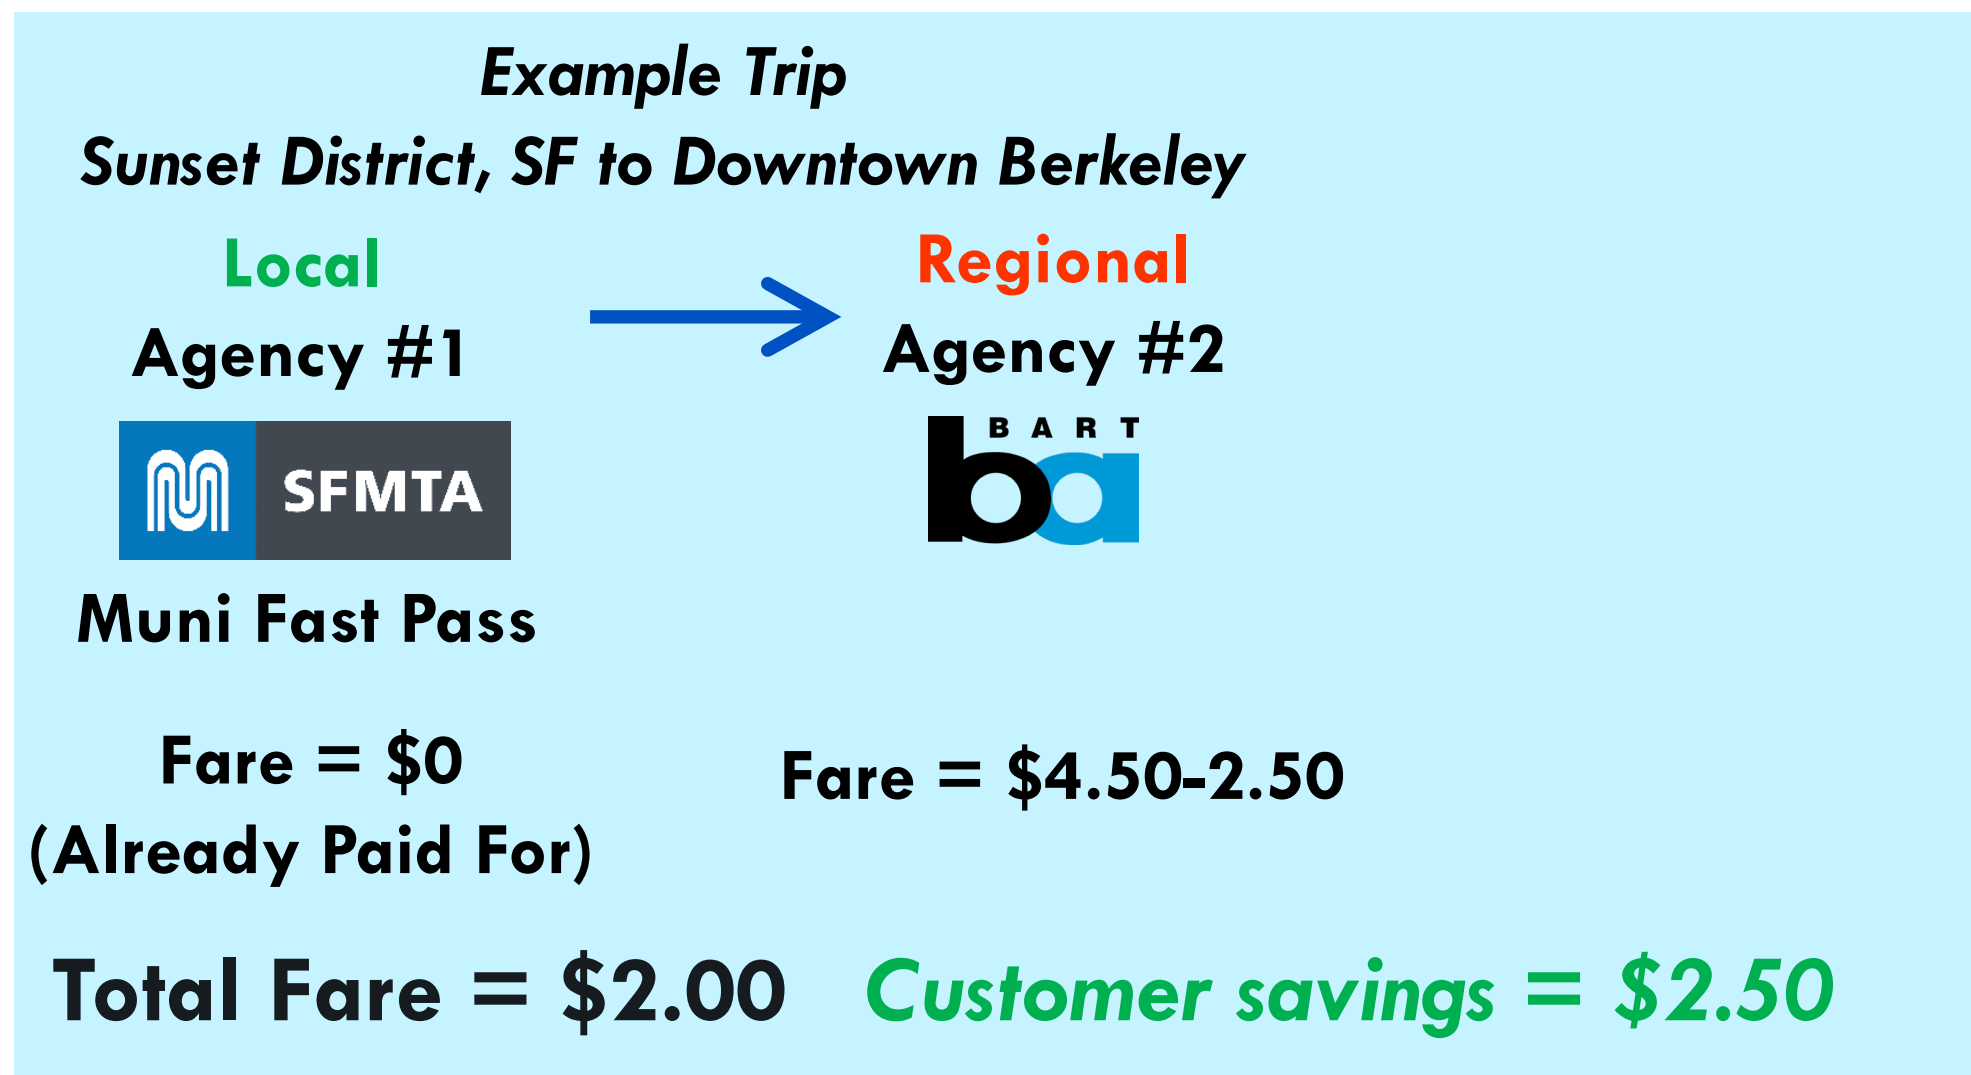 Example Trip
Sunset District, SF to Downtown Berkeley
Local
Agency #1
SFMTA
Muni Fast Pass
Fare = $0
(Already Paid For)
Regional
Agency #2
BART
ba
Fare = $4.50-2.50
Total Fare = $2.00
Customer savings = $2.50